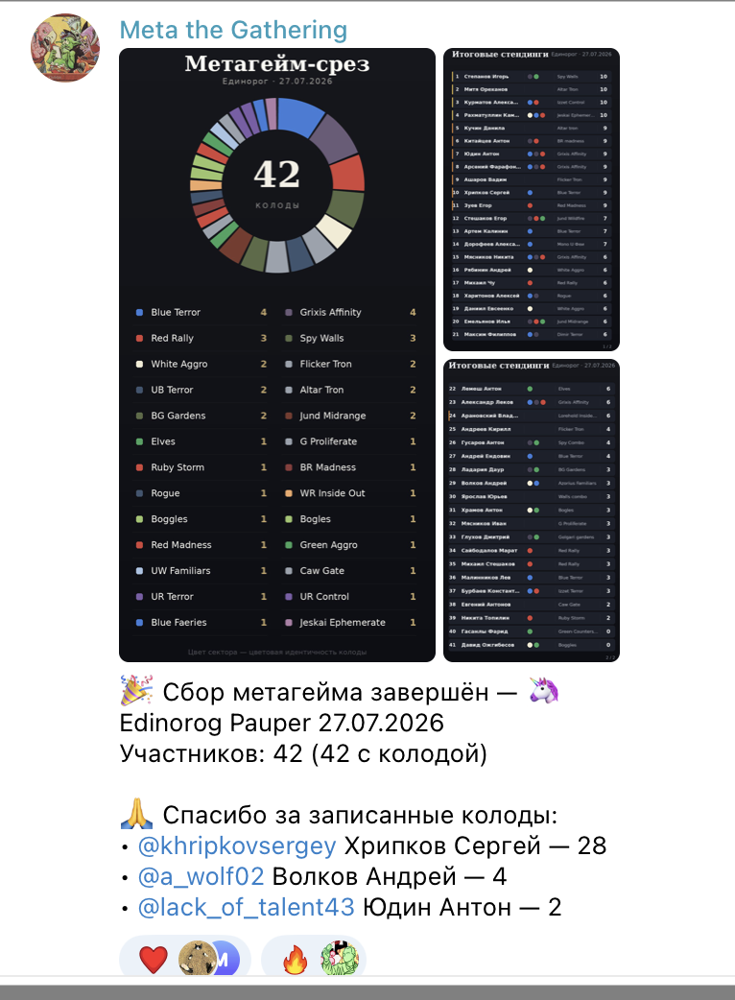 Meta the Gathering
Метагейм-срез
Единорог · 27.07.2026
42
КОЛОДЫ
Blue Terror 4 Grixis Affinity 4
Red Rally 3 Spy Walls 3
White Aggro 2 Flicker Tron 2
UB Terror 2 Altar Tron 2
BG Gardens 2 Jund Midrange 2
Elves 1 G Proliferate 1
Ruby Storm 1 BR Madness 1
Rogue 1 WR Inside Out 1
Boggles 1 Bogles 1
Red Madness 1 Green Aggro 1
UW Familiars 1 Caw Gate 1
UR Terror 1 UR Control 1
Blue Faeries 1 Jeskai Ephemerate 1
Цвет сектора — цветовая идентичность колоды
Итоговые стендинги Единорог · 27.07.2026
1 Степанов Игорь Spy Walls 10
2 Митя Ореханов Altar Tron 10
3 Курматов Алекса... Izzet Control 10
4 Рахматуллин Кам... Jeskai Ephemer... 10
5 Кучин Данила Altar tron 9
6 Китайцев Антон BR madness 9
7 Юдин Антон Grixis Affinity 9
8 Арсений Фарафон... Grixis Affinity 9
9 Ашаров Вадим Flicker Tron 9
10 Хрипков Сергей Blue Terror 9
11 Зуев Егор Red Madness 9
12 Стешаков Егор Jund Wildfire 7
13 Артем Калинин Blue Terror 7
14 Дорофеев Алекса... Mono U Row 7
15 Мясников Никита Grixis Affinity 6
16 Рябинин Андрей White Aggro 6
17 Михаил Чу Red Rally 6
18 Харитонов Алексей Rogue 6
19 Даниил Евсеенко White Aggro 6
20 Емельянов Илья Jund Midrange 6
21 Максим Филиппов Dimir Terror 6
1 / 2
Итоговые стендинги Единорог · 27.07.2026
22 Лемеш Антон Elves 6
23 Александр Леков Grixis Affinity 6
24 Арановский Влад... Lorehold Inside... 6
25 Андреев Кирилл Flicker Tron 4
26 Гусаров Антон Spy Combo 4
27 Андрей Ендовин Blue Terror 4
28 Ладария Даур BG Gardens 3
29 Волков Андрей Azorius Familiars 3
30 Ярослав Юрьев Walls combo 3
31 Храмов Антон Bogles 3
32 Мясников Иван G Proliferate 3
33 Глухов Дмитрий Golgari gardens 3
34 Сайбодалов Марат Red Rally 3
35 Михаил Стешаков Red Rally 3
36 Малинников Лев Blue Terror 3
37 Бурбаев Констант... Izzet Terror 3
38 Евгений Антонов Caw Gate 2
39 Никита Топилин Ruby Storm 2
40 Гасанлы Фарид Green Counters... 0
41 Давид Ожгибесов Boggles 0
2 / 2
🎉 Сбор метагейма завершён — 🦄
Edinorog Pauper 27.07.2026
Участников: 42 (42 с колодой)
🙏 Спасибо за записанные колоды:
• @khripkovsergey Хрипков Сергей — 28
• @a_wolf02 Волков Андрей — 4
• @lack_of_talent43 Юдин Антон — 2